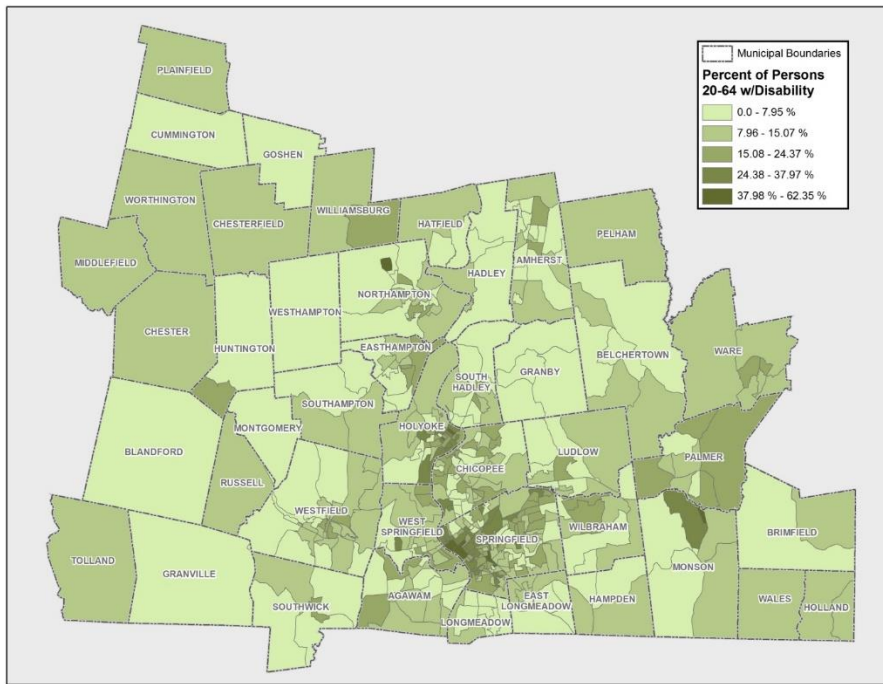 Municipal Boundaries
Percent of Persons
20-64 w/Disability
0.0 - 7.95 %
7.96 - 15.07 %
15.08 - 24.37 %
24.38 - 37.97 %
37.98 % - 62.35 %
PLAINFIELD
CUMMINGTON
GOSHEN
WORTHINGTON
CHESTERFIELD
WILLIAMSBURG
HATFIELD
PELHAM
MIDDLEFIELD
HADLEY
AMHERST
NORTHAMPTON
WESTHAMPTON
CHESTER
HUNTINGTON
EASTHAMPTON
BELCHERTOWN
WARE
SOUTH
HADLEY
GRANBY
SOUTHAMPTON
MONTGOMERY
HOLYOKE
BLANDFORD
LUDLOW
PALMER
CHICOPEE
RUSSELL
WESTFIELD
WEST
SPRINGFIELD
SPRINGFIELD
WILBRAHAM
BRIMFIELD
TOLLAND
GRANVILLE
MONSON
SOUTHWICK
AGAWAM
EAST
LONGMEADOW
HAMPDEN
WALES
HOLLAND
LONGMEADOW